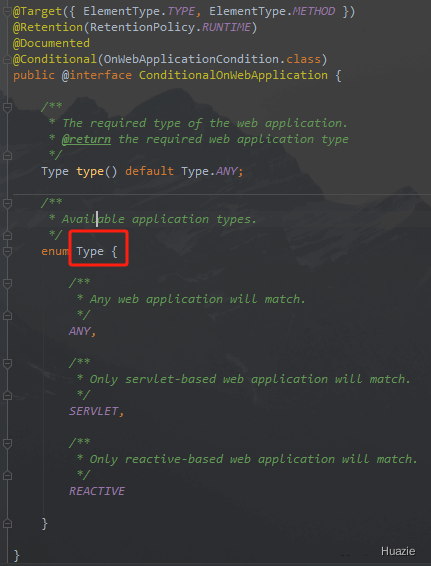 @Target({ ElementType.TYPE, ElementType.METHOD })
@Retention(RetentionPolicy.RUNTIME)
@Documented
@Conditional(OnWebApplicationCondition.class)
public @interface ConditionalOnWebApplication {
/**
* The required type of the web application.
* @return the required web application type
*/
Type type() default Type.ANY;
/**
* Available application types.
*/
enum Type {
/**
* Any web application will match.
*/
ANY,
/**
* Only servlet-based web application will match.
*/
SERVLET,
/**
* Only reactive-based web application will match.
*/
REACTIVE
}
}
Huazie